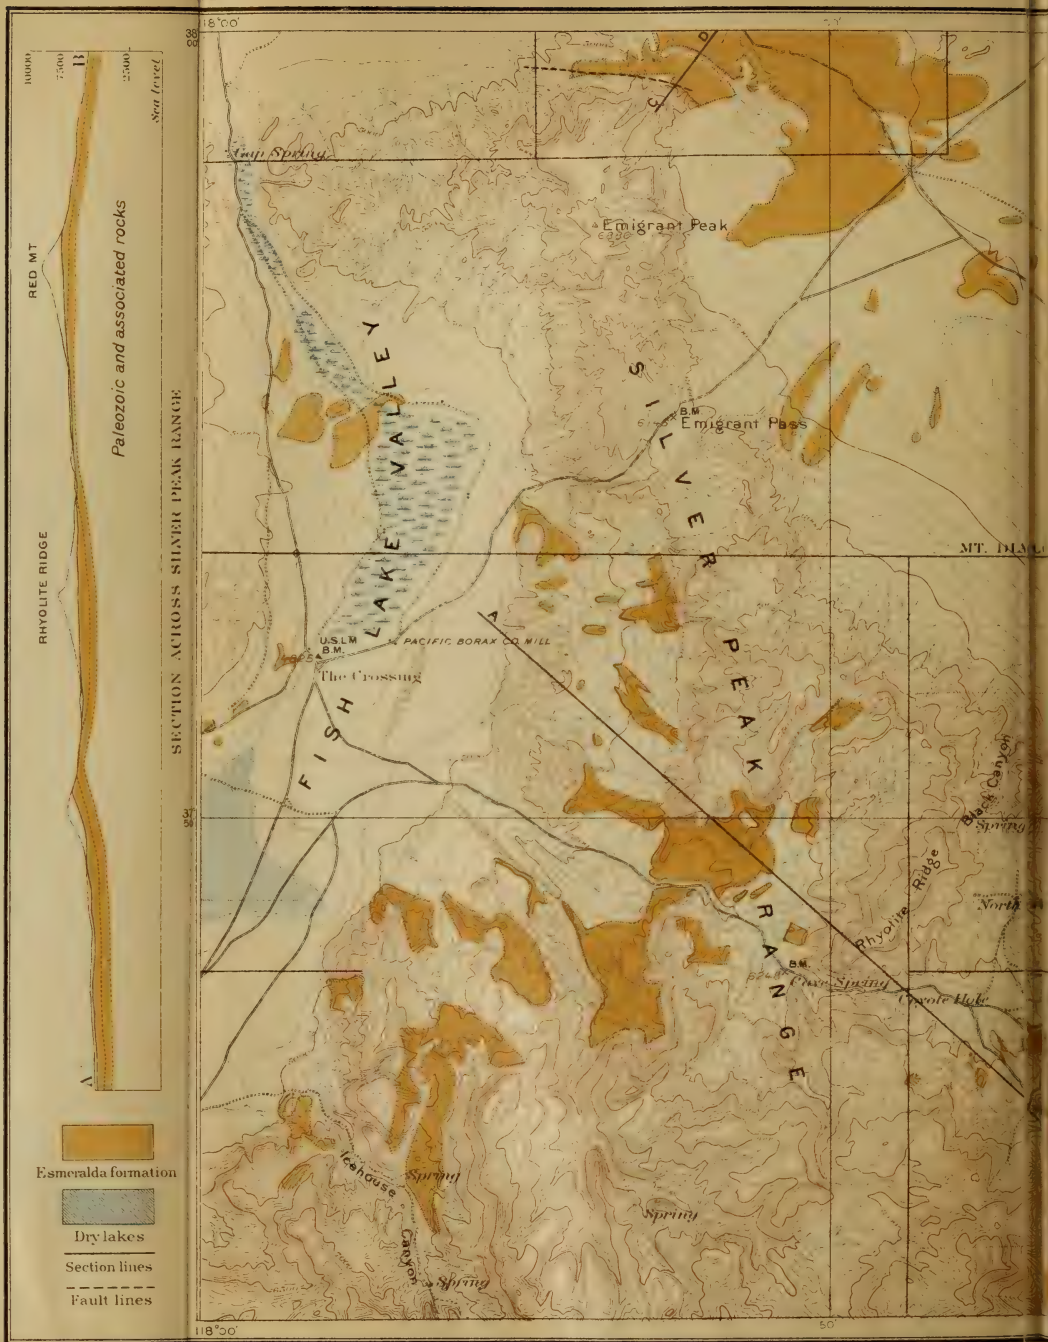 10000
7500
B
2500
Sea level
RED MT
Paleozoic and associated rocks
RHYOLITE RIDGE
SECTION ACROSS SILVER PEAK RANGE
A
Esmeralda formation
Dry lakes
Section lines
Fault lines
118°00'
38
00'
D
C
Gap Spring
Emigrant Peak
FISH LAKE VALLEY
SILVER PEAK RANGE
B.M.
Emigrant Pass
MT.
A
U.S.L.M
B.M.
PACIFIC BORAX CO. MILL
The Crossing
Black Canyon
Spring
37
50'
Rhyolite Ridge
North
B.M.
Cave Spring
Coyote Hole
Icehouse Canyon
Spring
Spring
Spring
118°00'
50'